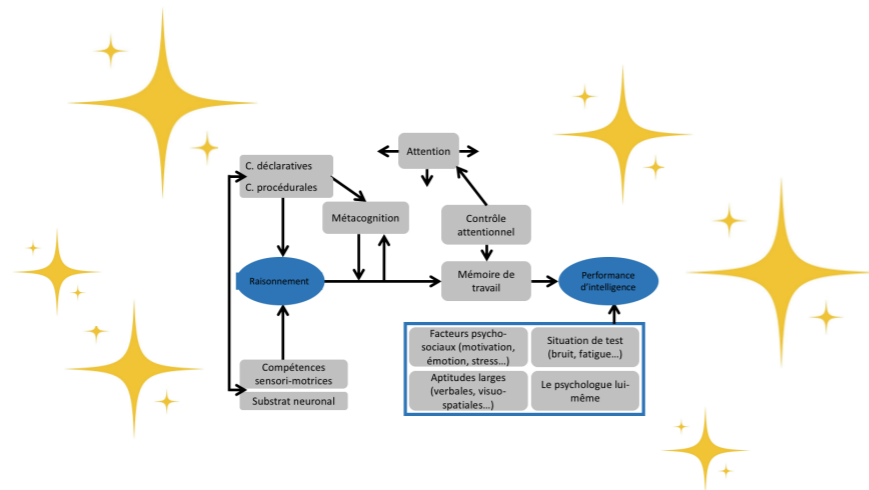 Attention
C. déclaratives
C. procédurales
Métacognition
Contrôle
attentionnel
Raisonnement
Mémoire de
travail
Performance
d'intelligence
Facteurs psycho-
sociaux (motivation,
émotion, stress…)
Situation de test
(bruit, fatigue…)
Compétences
sensori-motrices
Aptitudes larges
(verbales, visuo-
spatiales…)
Le psychologue lui-
même
Substrat neuronal